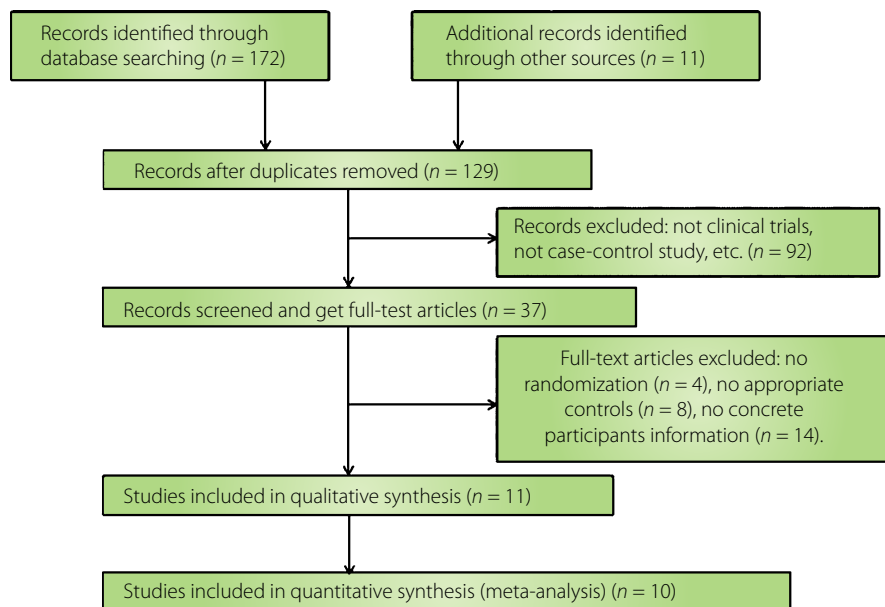 Records identified through
database searching (n = 172)
Additional records identified
through other sources (n = 11)
Records after duplicates removed (n = 129)
Records excluded: not clinical trials,
not case-control study, etc. (n = 92)
Records screened and get full-test articles (n = 37)
Full-text articles excluded: no
randomization (n = 4), no appropriate
controls (n = 8), no concrete
participants information (n = 14).
Studies included in qualitative synthesis (n = 11)
Studies included in quantitative synthesis (meta-analysis) (n = 10)